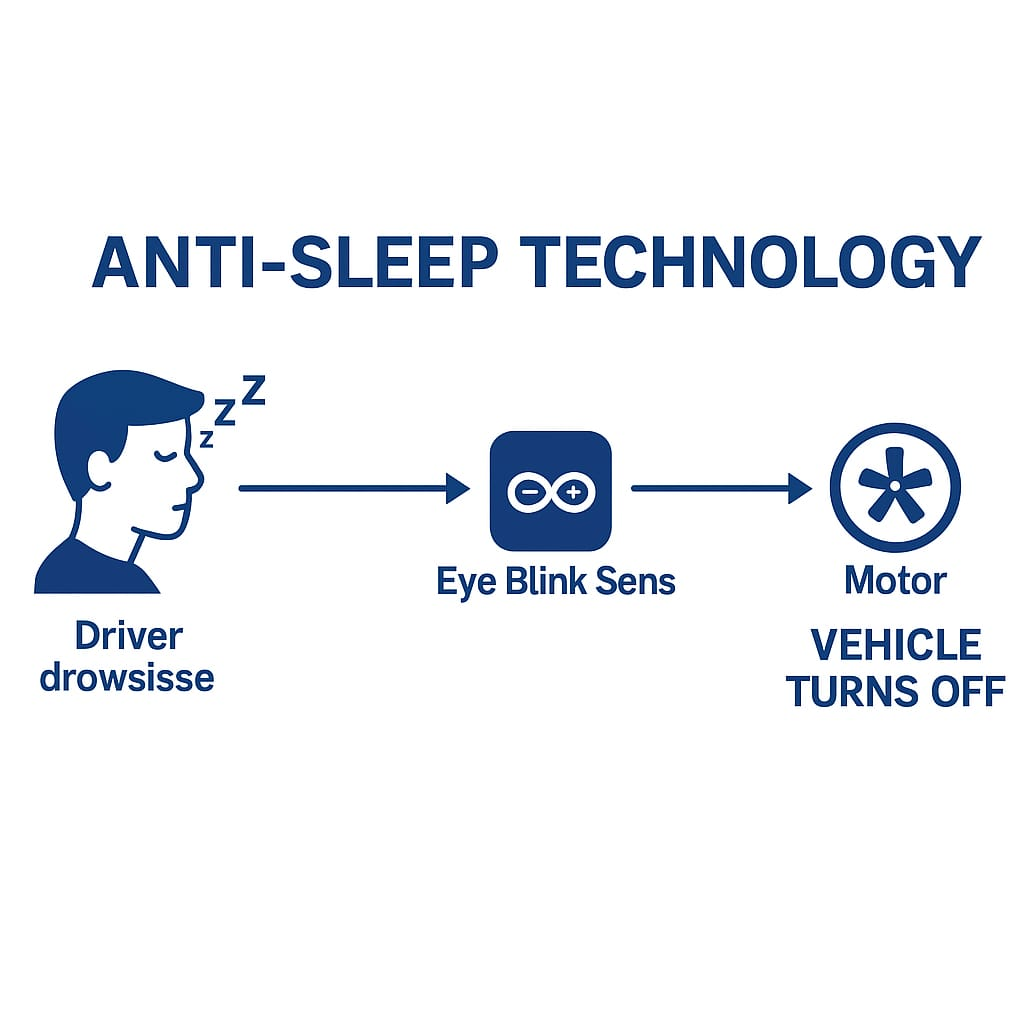 ANTI-SLEEP TECHNOLOGY
z z z
Eye Blink Sens
Motor
Driver
drowsisse
VEHICLE
TURNS OFF